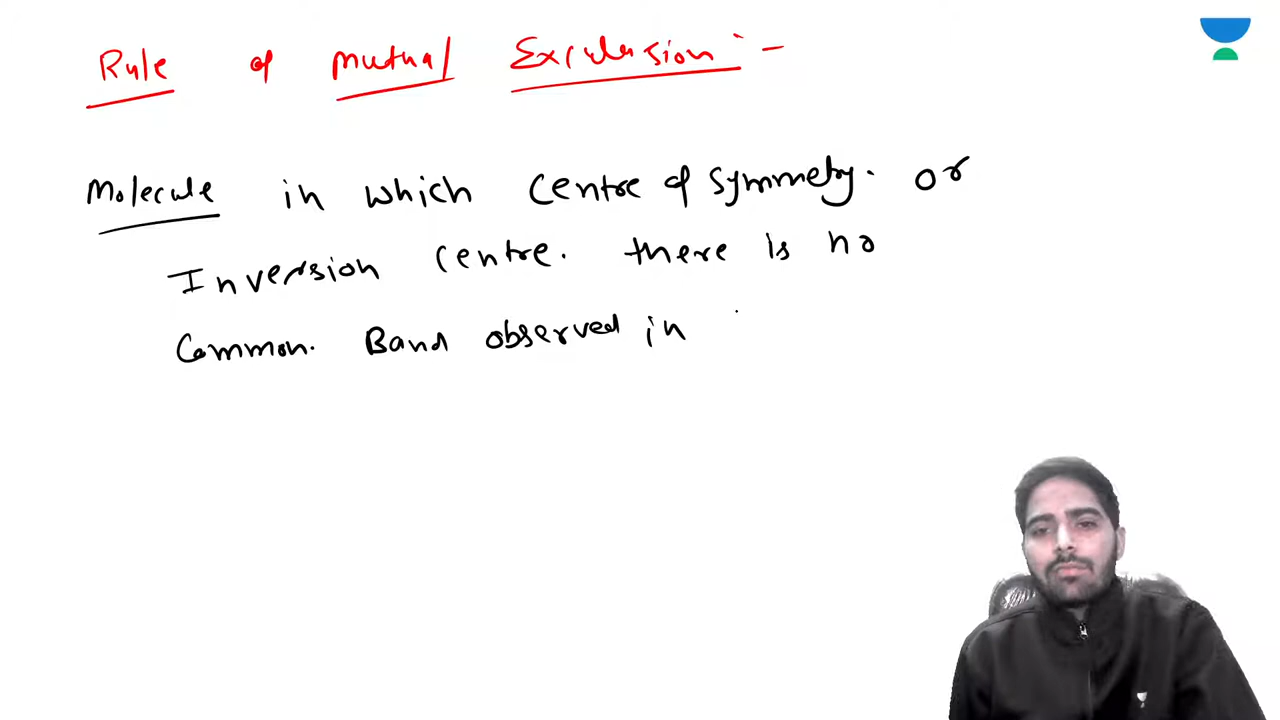 Rule of Mutual Exculusion :-
Molecule in which Centre of Symmetry. or
Inversion Centre. there is no
Common. Band observed in